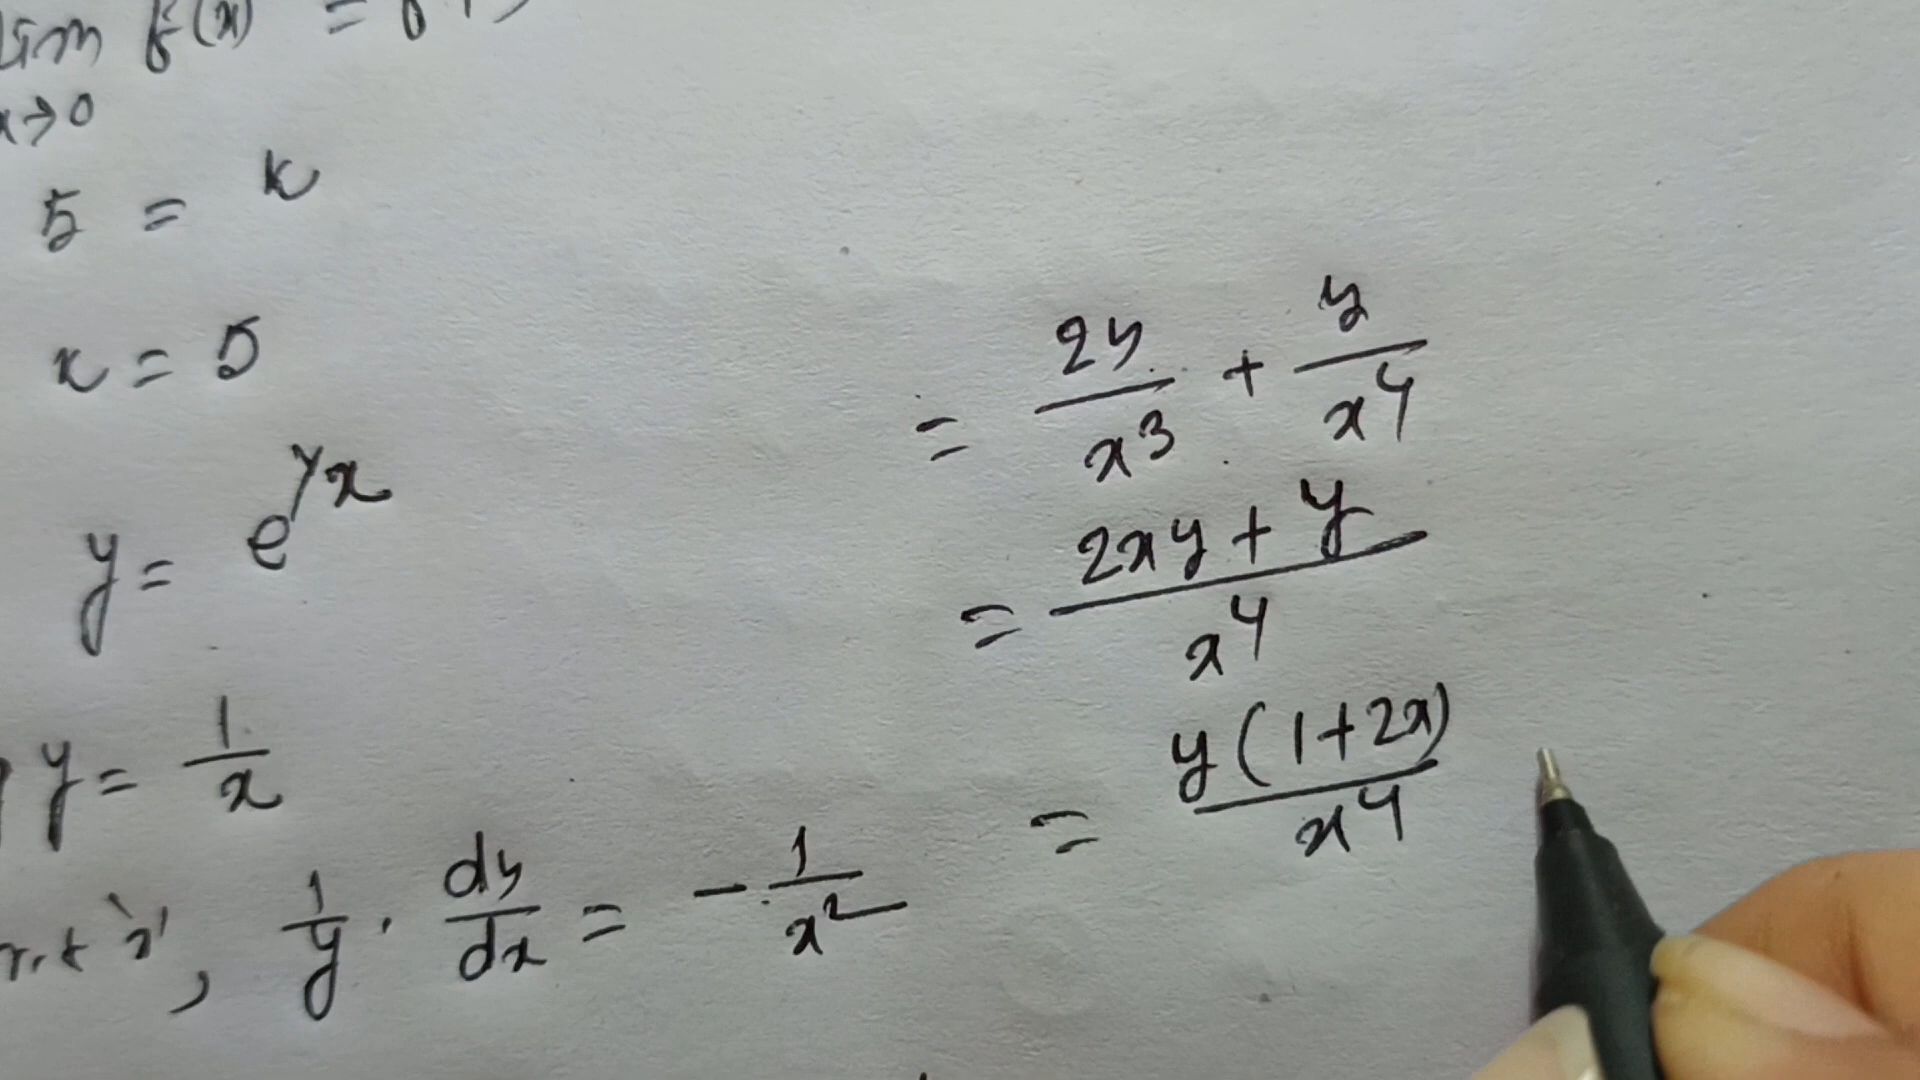 lim f(x) =
x→0
5 = k
k = 5
y = e^1/x
y = 1/x
w.r.t 'x', 1/y . dy/dx = -1/x²
= 2y/x³ + y/x⁴
= (2xy + y)/x⁴
= y(1+2x)/x⁴